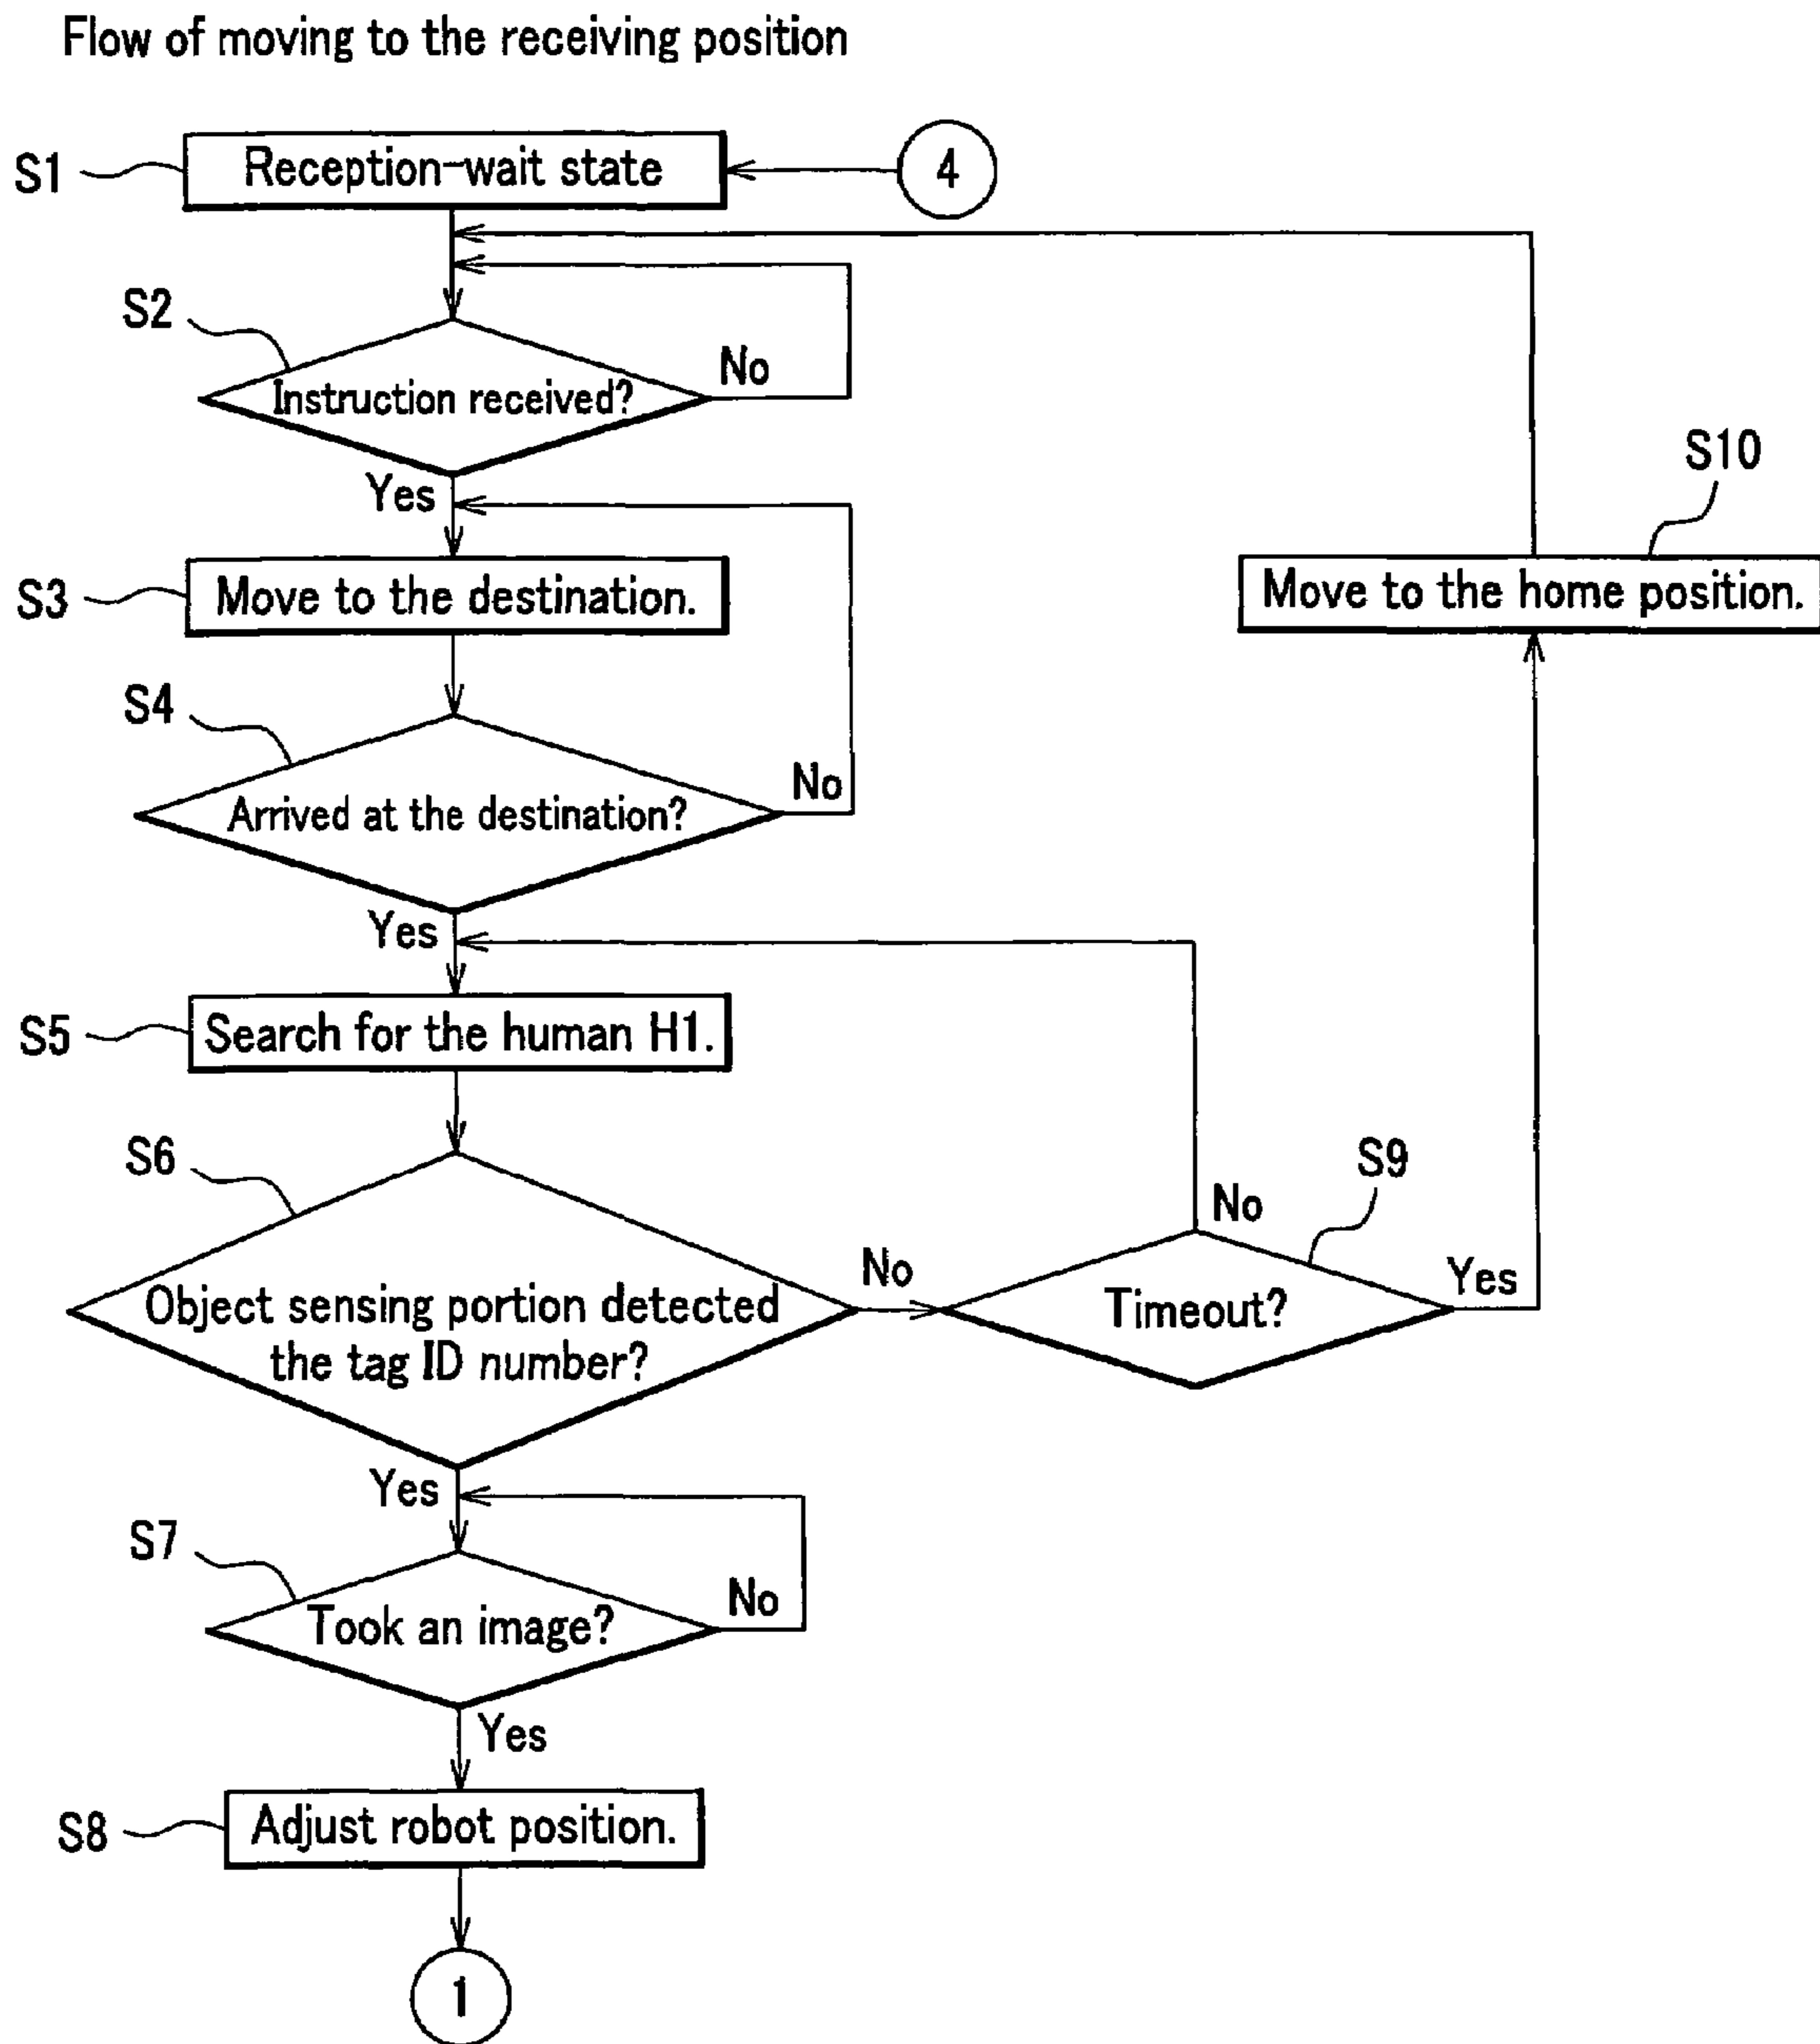 Flow of moving to the receiving position
S1
Reception-wait state
4
S2
Instruction received?
No
Yes
S10
S3
Move to the destination.
Move to the home position.
S4
Arrived at the destination?
No
Yes
S5
Search for the human H1.
S6
S9
No
Object sensing portion detected
the tag ID number?
No
Timeout?
Yes
Yes
S7
Took an image?
No
Yes
S8
Adjust robot position.
1